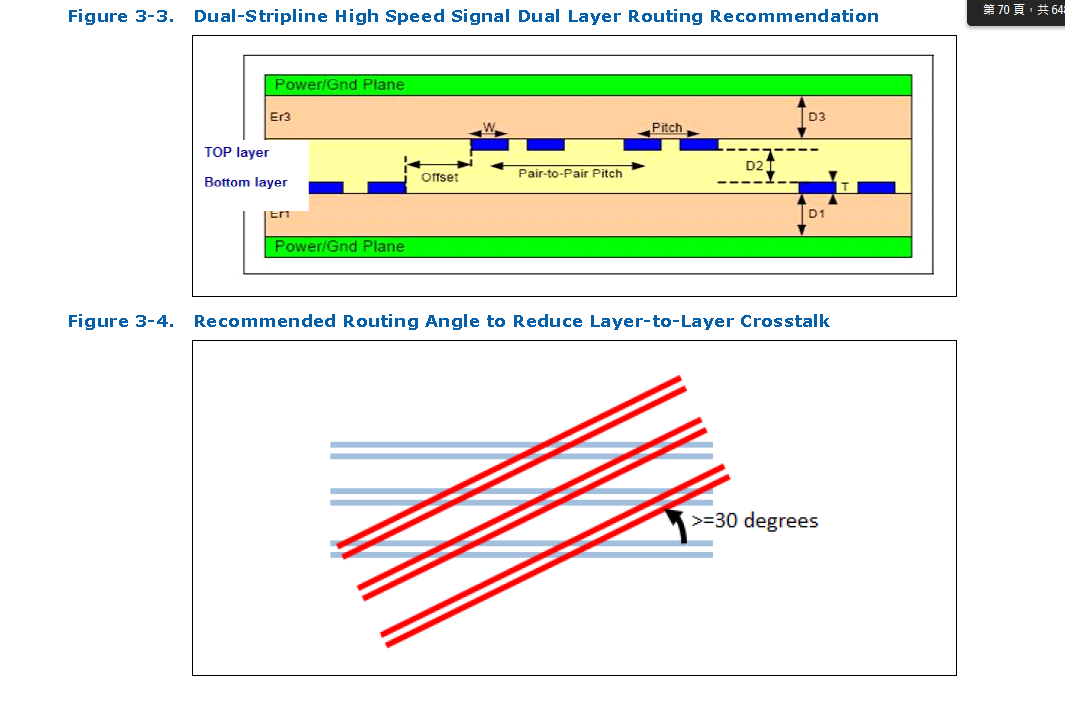 第 70 頁，共 648
Figure 3-3. Dual-Stripline High Speed Signal Dual Layer Routing Recommendation
Power/Gnd Plane
Er3
D3
W
Pitch
TOP layer
D2
Offset
Pair-to-Pair Pitch
Bottom layer
T
Er1
D1
Power/Gnd Plane
Figure 3-4. Recommended Routing Angle to Reduce Layer-to-Layer Crosstalk
>=30 degrees